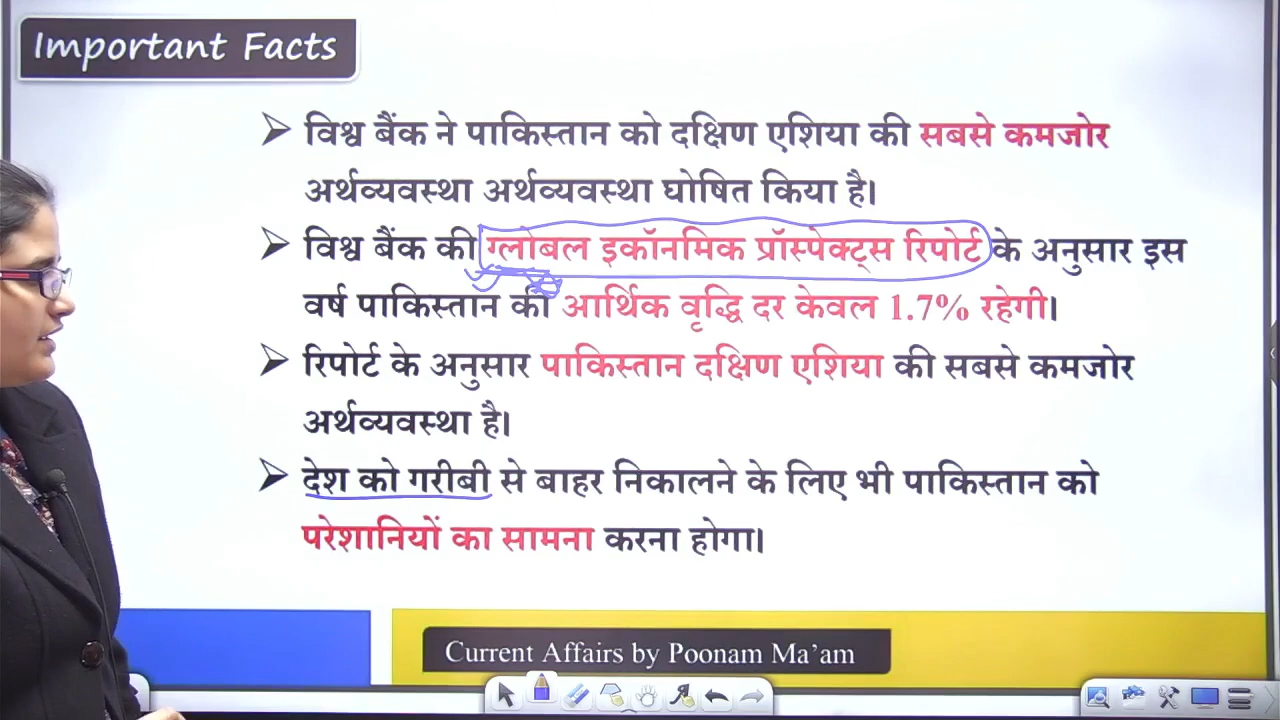 Important Facts
विश्व बैंक ने पाकिस्तान को दक्षिण एशिया की सबसे कमजोर
अर्थव्यवस्था अर्थव्यवस्था घोषित किया है।
विश्व बैंक की ग्लोबल इकॉनमिक प्रॉस्पेक्ट्स रिपोर्ट के अनुसार इस
वर्ष पाकिस्तान की आर्थिक वृद्धि दर केवल 1.7% रहेगी।
रिपोर्ट के अनुसार पाकिस्तान दक्षिण एशिया की सबसे कमजोर
अर्थव्यवस्था है।
देश को गरीबी से बाहर निकालने के लिए भी पाकिस्तान को
परेशानियों का सामना करना होगा।
Current Affairs by Poonam Ma'am